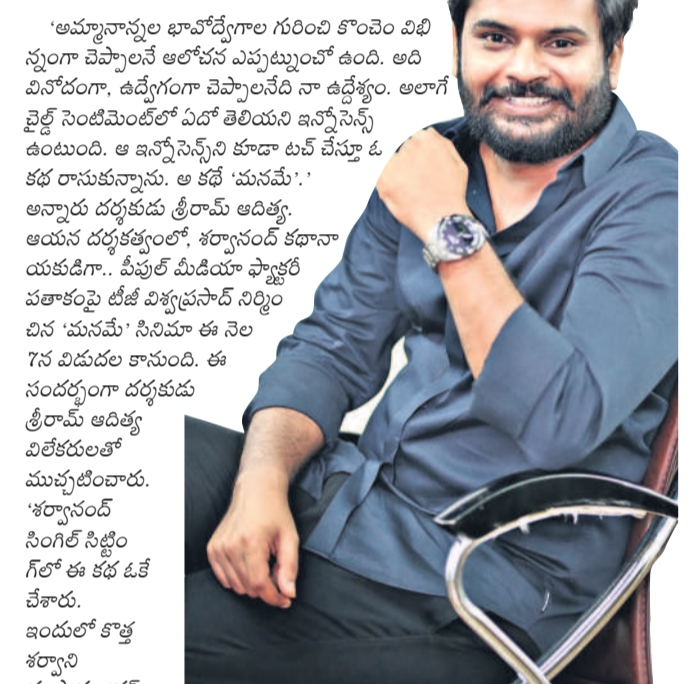 ‘అమ్మానాన్నల భావోద్వేగాల గురించి కొంచెం విభి
న్నంగా చెప్పాలనే ఆలోచన ఎప్పట్నుంచో ఉంది. అది
వినోదంగా, ఉద్వేగంగా చెప్పాలనేది నా ఉద్దేశ్యం. అలాగే
చైల్డ్ సెంటిమెంట్‌లో ఏదో తెలియని ఇన్నోసెన్స్
ఉంటుంది. ఆ ఇన్నోసెన్స్‌ని కూడా టచ్ చేస్తూ ఓ
కథ రాసుకున్నాను. అ కథే ‘మనమే’.’
అన్నారు దర్శకుడు శ్రీరామ్ ఆదిత్య.
ఆయన దర్శకత్వంలో, శర్వానంద్ కథానా
యకుడిగా.. పీపుల్ మీడియా ఫ్యాక్టరీ
పతాకంపై టీజీ విశ్వప్రసాద్ నిర్మిం
చిన ‘మనమే’ సినిమా ఈ నెల
7న విడుదల కానుంది. ఈ
సందర్భంగా దర్శకుడు
శ్రీరామ్ ఆదిత్య
విలేకరులతో
ముచ్చటించారు.
‘శర్వానంద్
సింగిల్ సిట్టిం
గ్‌లో ఈ కథ ఓకే
చేశారు.
ఇందులో కొత్త
శర్వాని